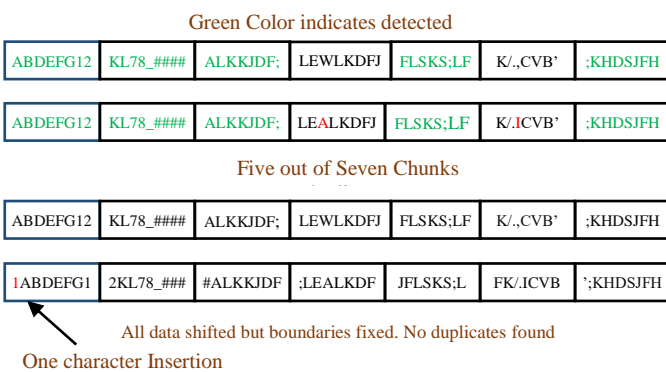 Green Color indicates detected
ABDEFG12 KL78_#### ALKKJDF; LEWLKDFJ FLSKS;LF K/.,CVB’ ;KHDSJFH
ABDEFG12 KL78_#### ALKKJDF; LEALKDFJ FLSKS;LF K/.ICVB’ ;KHDSJFH
Five out of Seven Chunks
ABDEFG12 KL78_#### ALKKJDF; LEWLKDFJ FLSKS;LF K/.,CVB’ ;KHDSJFH
1ABDEFG1 2KL78_### #ALKKJDF ;LEALKDF JFLSKS;L FK/.ICVB ’;KHDSJFH
All data shifted but boundaries fixed. No duplicates found
One character Insertion